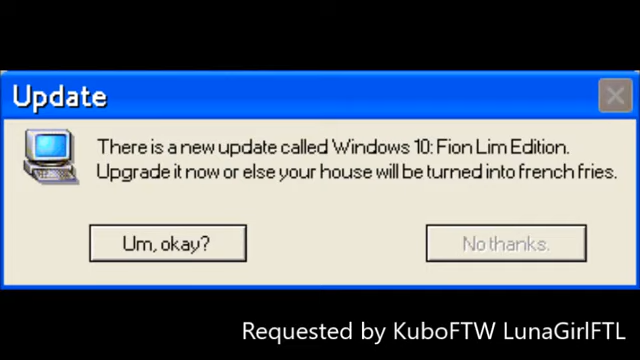 Update
There is a new update called Windows 10: Fion Lim Edition.
Upgrade it now or else your house will be turned into french fries.
Um, okay?
No thanks.
Requested by KuboFTW LunaGirlFTL